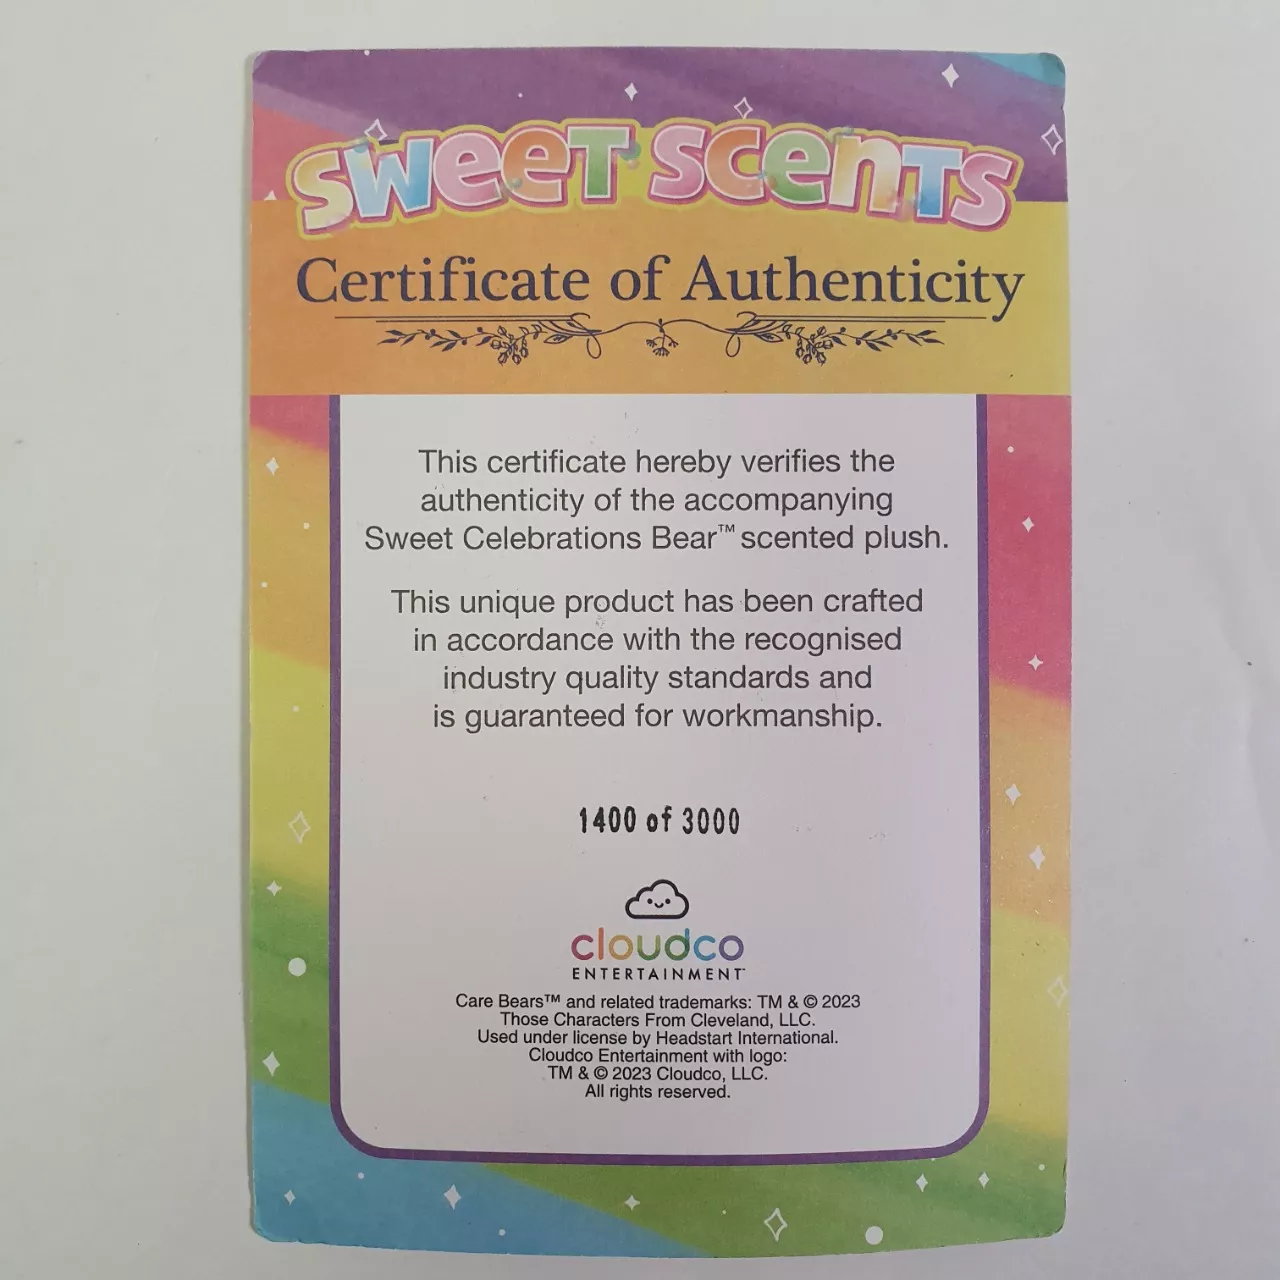 SWEET SCENTS
Certificate of Authenticity
This certificate hereby verifies the
authenticity of the accompanying
Sweet Celebrations Bear™ scented plush.
This unique product has been crafted
in accordance with the recognised
industry quality standards and
is guaranteed for workmanship.
1400 of 3000
cloudco
ENTERTAINMENT™
Care Bears™ and related trademarks: TM & © 2023
Those Characters From Cleveland, LLC.
Used under license by Headstart International.
Cloudco Entertainment with logo:
TM & © 2023 Cloudco, LLC.
All rights reserved.